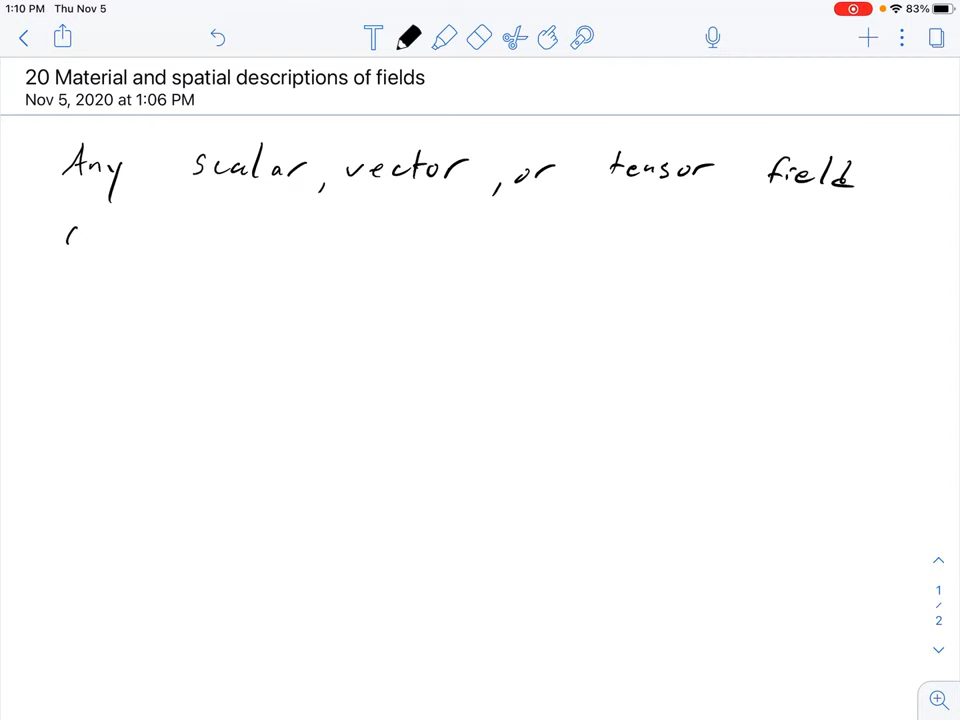 1:10 PM Thu Nov 5
83%
T
20 Material and spatial descriptions of fields
Nov 5, 2020 at 1:06 PM
Any scalar, vector, or tensor field
1
/
2